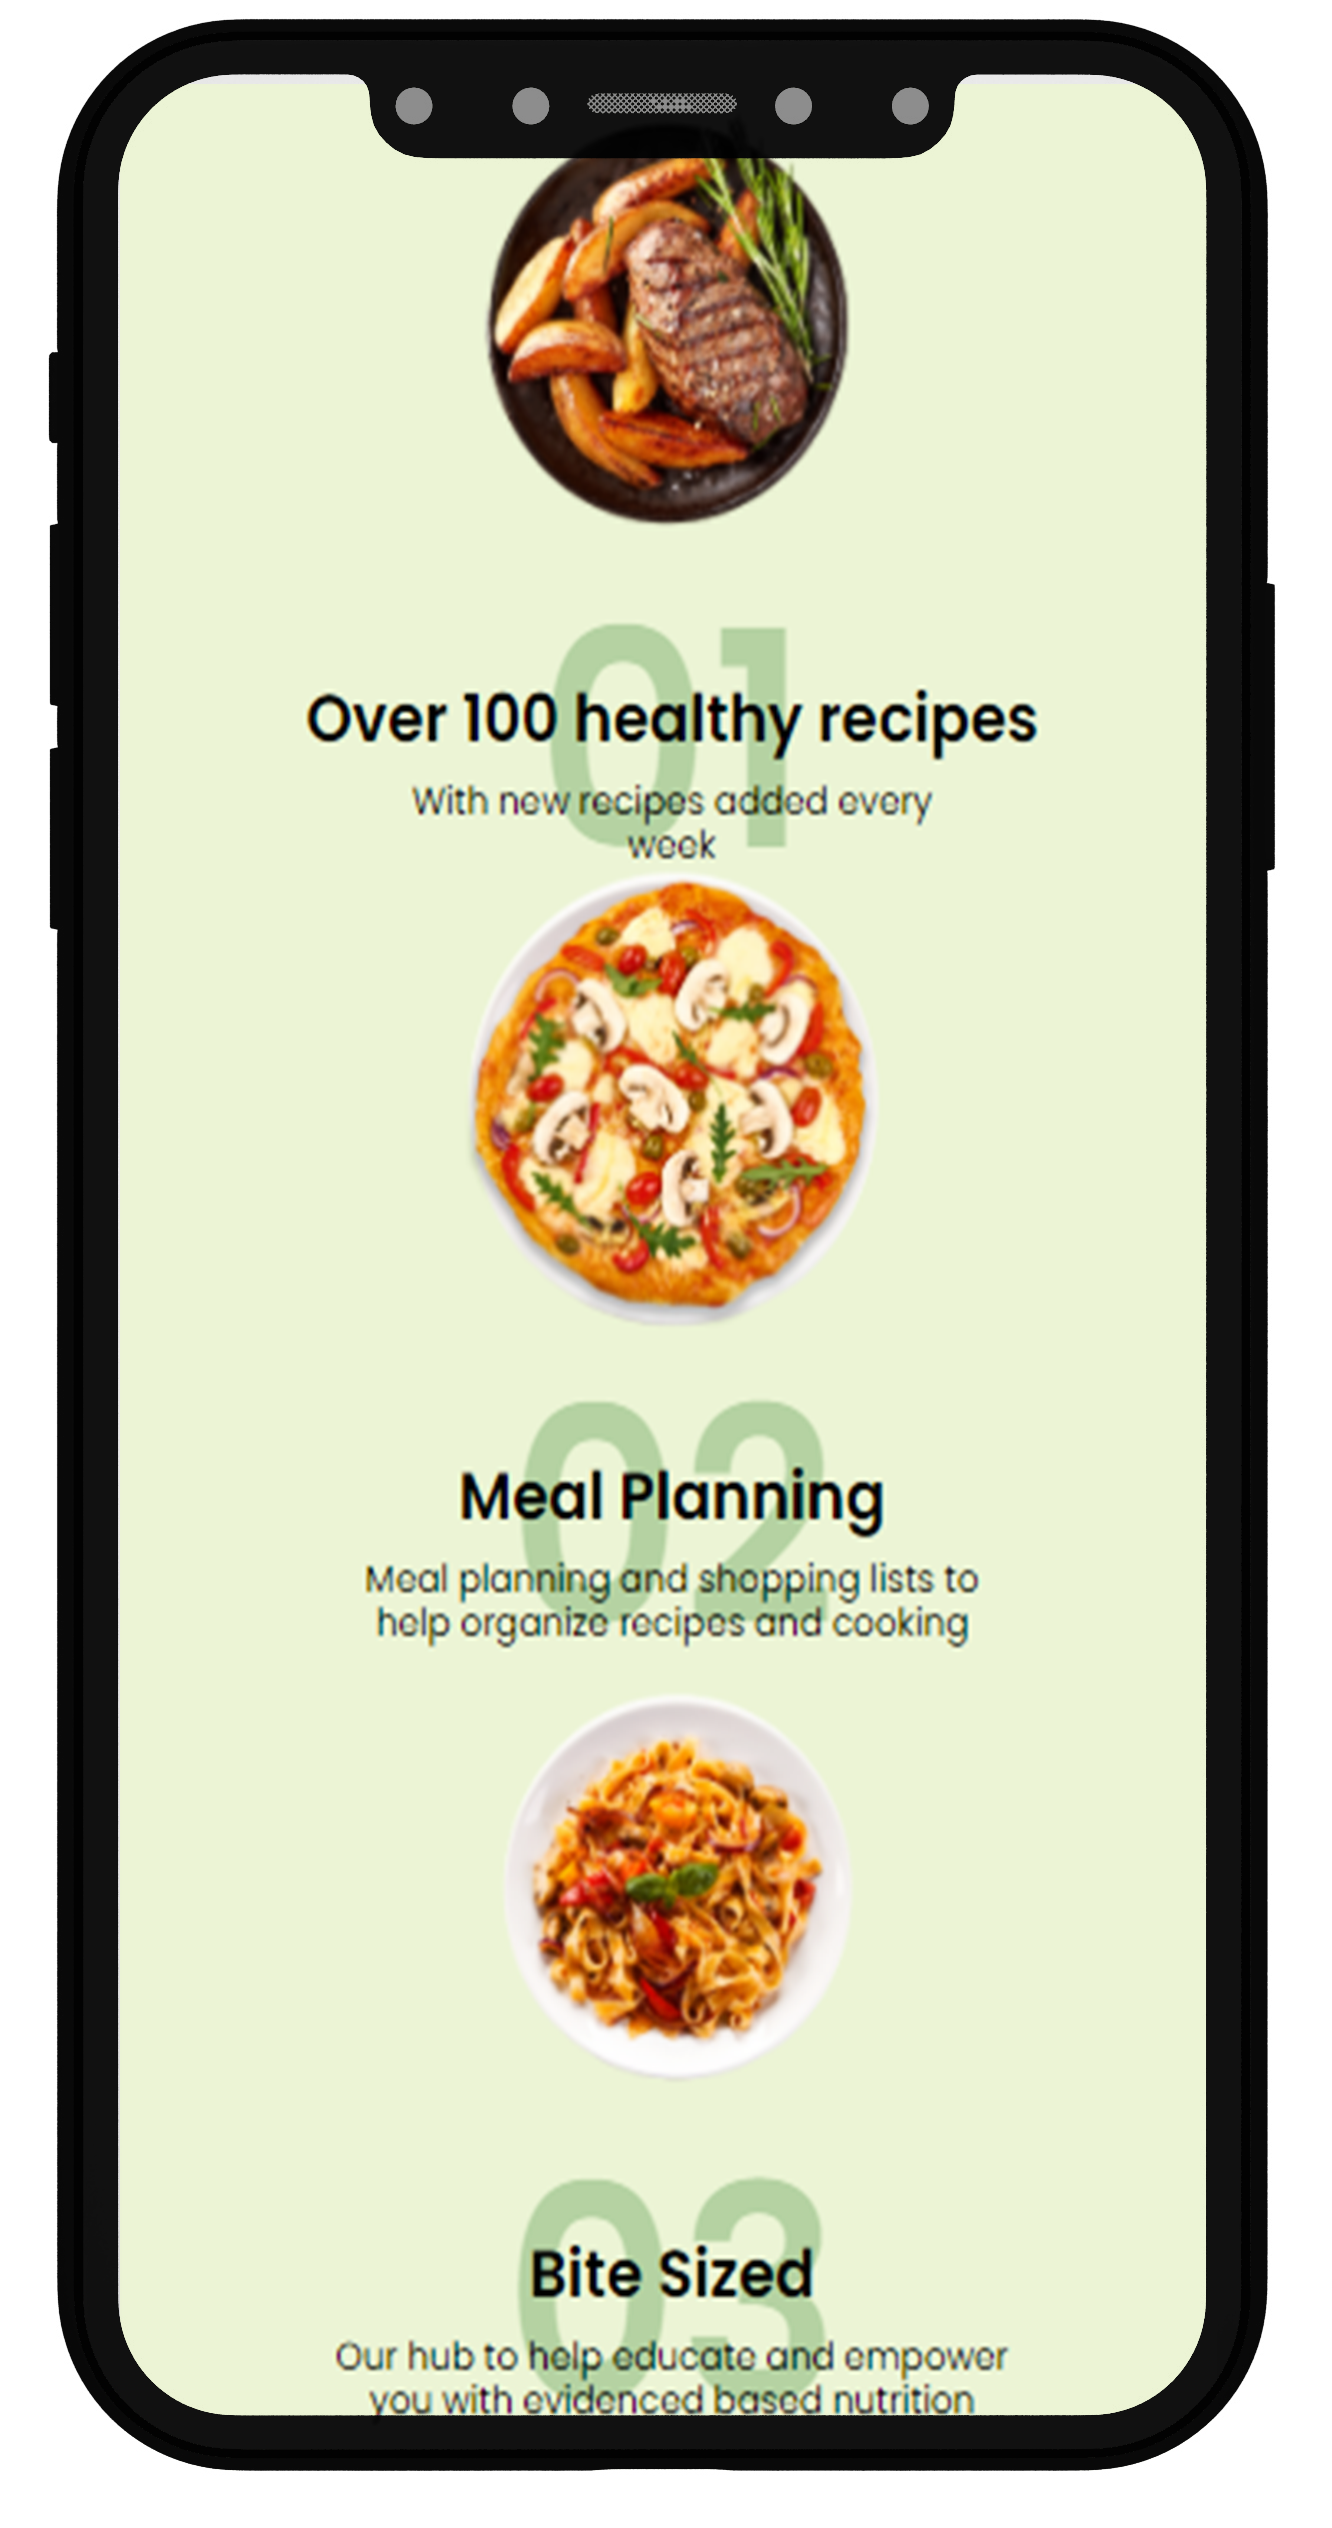 01
Over 100 healthy recipes
With new recipes added every
week
02
Meal Planning
Meal planning and shopping lists to
help organize recipes and cooking
03
Bite Sized
Our hub to help educate and empower
you with evidenced based nutrition